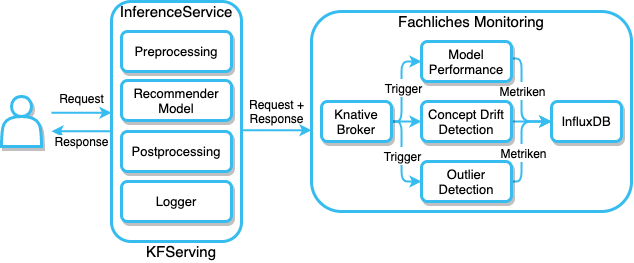 InferenceService
Preprocessing
Recommender
Model
Postprocessing
Logger
KFServing
Request
Response
Request +
Response
Fachliches Monitoring
Knative
Broker
Trigger
Trigger
Model
Performance
Concept Drift
Detection
Outlier
Detection
Metriken
Metriken
InfluxDB